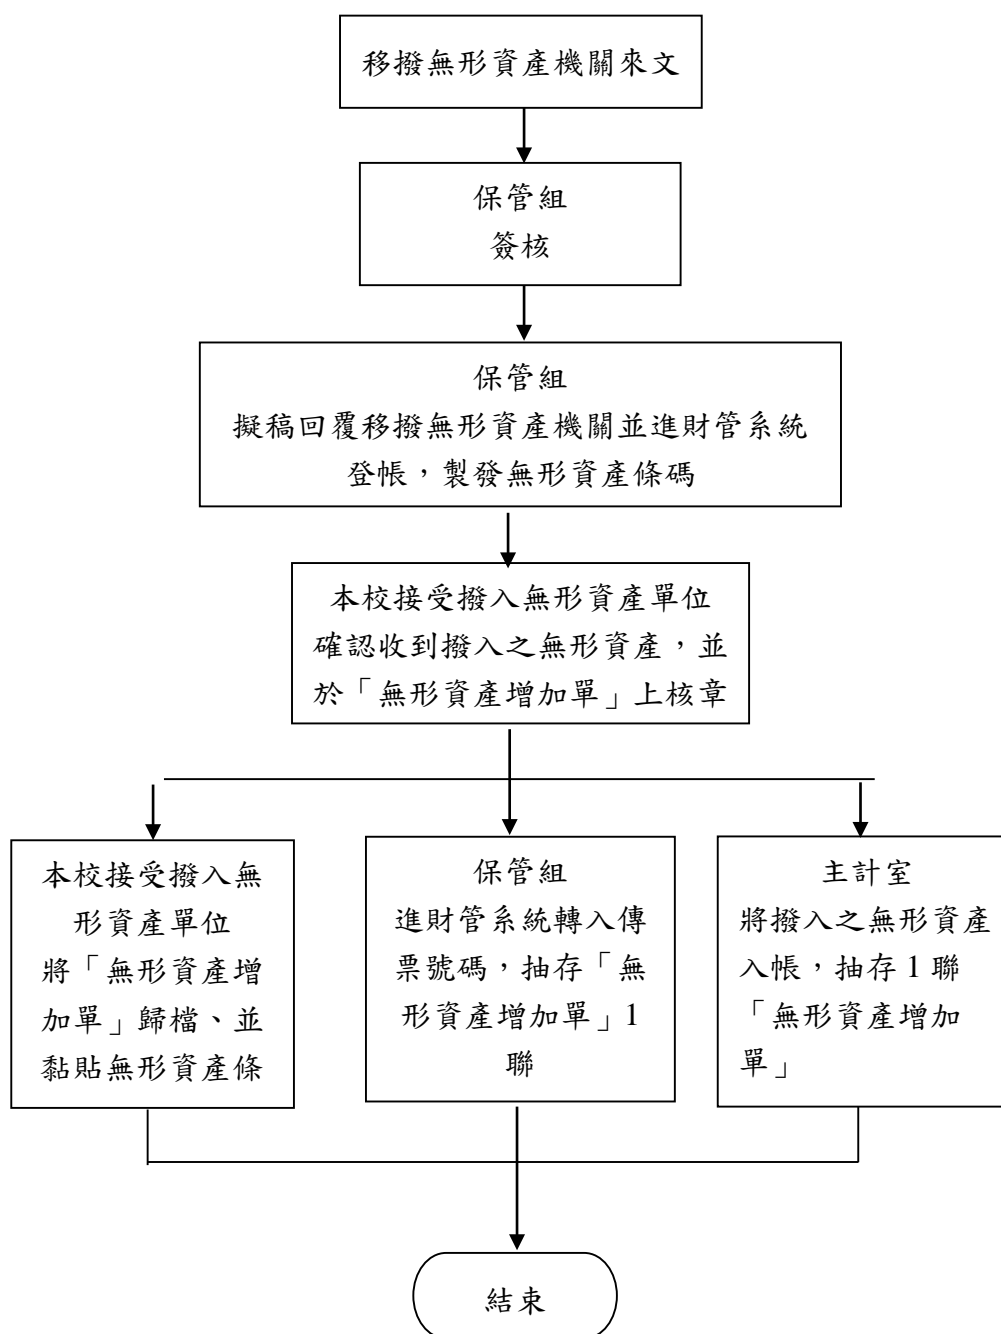 移撥無形資產機關來文
保管組
簽核
保管組
擬稿回覆移撥無形資產機關並進財管系統
登帳，製發無形資產條碼
本校接受撥入無形資產單位
確認收到撥入之無形資產，並
於「無形資產增加單」上核章
本校接受撥入無
形資產單位
將「無形資產增
加單」歸檔、並
黏貼無形資產條
保管組
進財管系統轉入傳
票號碼，抽存「無
形資產增加單」1
聯
主計室
將撥入之無形資產
入帳，抽存 1 聯
「無形資產增加
單」
結束